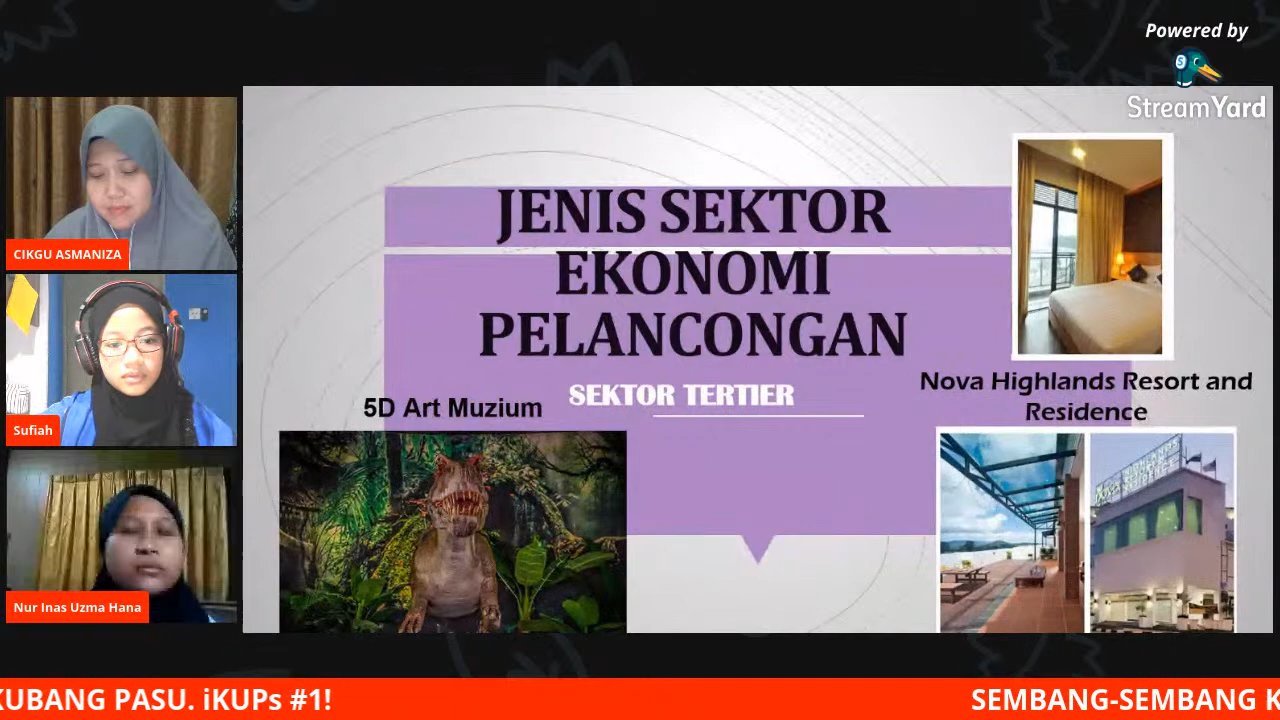 Powered by
StreamYard
CIKGU ASMANIZA
Sufiah
Nur Inas Uzma Hana
JENIS SEKTOR
EKONOMI
PELANCONGAN
SEKTOR TERTIER
5D Art Muzium
Nova Highlands Resort and
Residence
KUBANG PASU. iKUPs #1!
SEMBANG-SEMBANG K